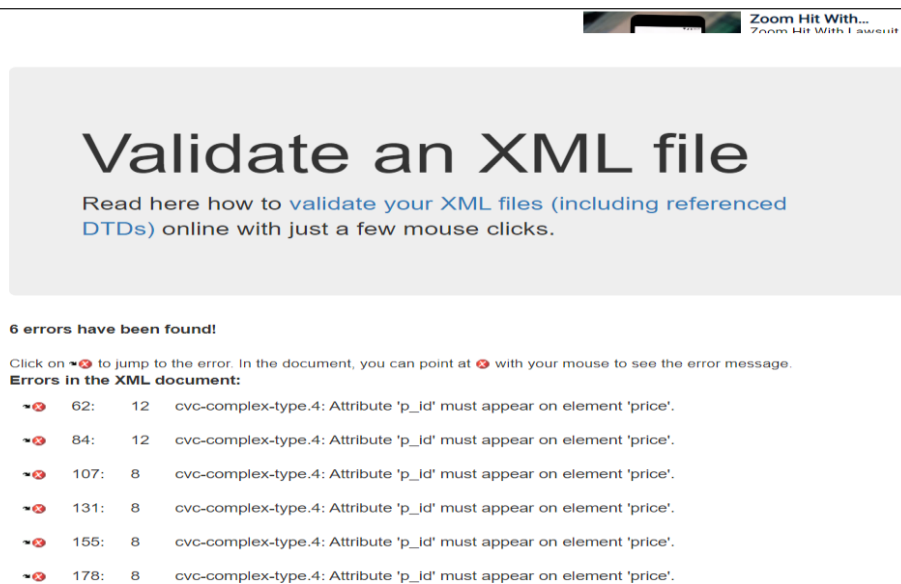 Zoom Hit With...
Zoom Hit With Lawsuit
Validate an XML file
Read here how to validate your XML files (including referenced
DTDs) online with just a few mouse clicks.
6 errors have been found!
Click on to jump to the error. In the document, you can point at with your mouse to see the error message.
Errors in the XML document:
62: 12 cvc-complex-type.4: Attribute 'p_id' must appear on element 'price'.
84: 12 cvc-complex-type.4: Attribute 'p_id' must appear on element 'price'.
107: 8 cvc-complex-type.4: Attribute 'p_id' must appear on element 'price'.
131: 8 cvc-complex-type.4: Attribute 'p_id' must appear on element 'price'.
155: 8 cvc-complex-type.4: Attribute 'p_id' must appear on element 'price'.
178: 8 cvc-complex-type.4: Attribute 'p_id' must appear on element 'price'.